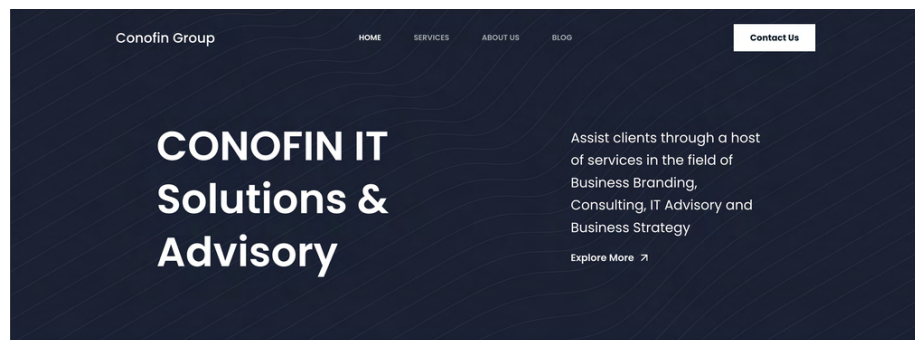 Conofin Group
HOME
SERVICES
ABOUT US
BLOG
Contact Us
CONOFIN IT
Solutions &
Advisory
Assist clients through a host
of services in the field of
Business Branding,
Consulting, IT Advisory and
Business Strategy
Explore More